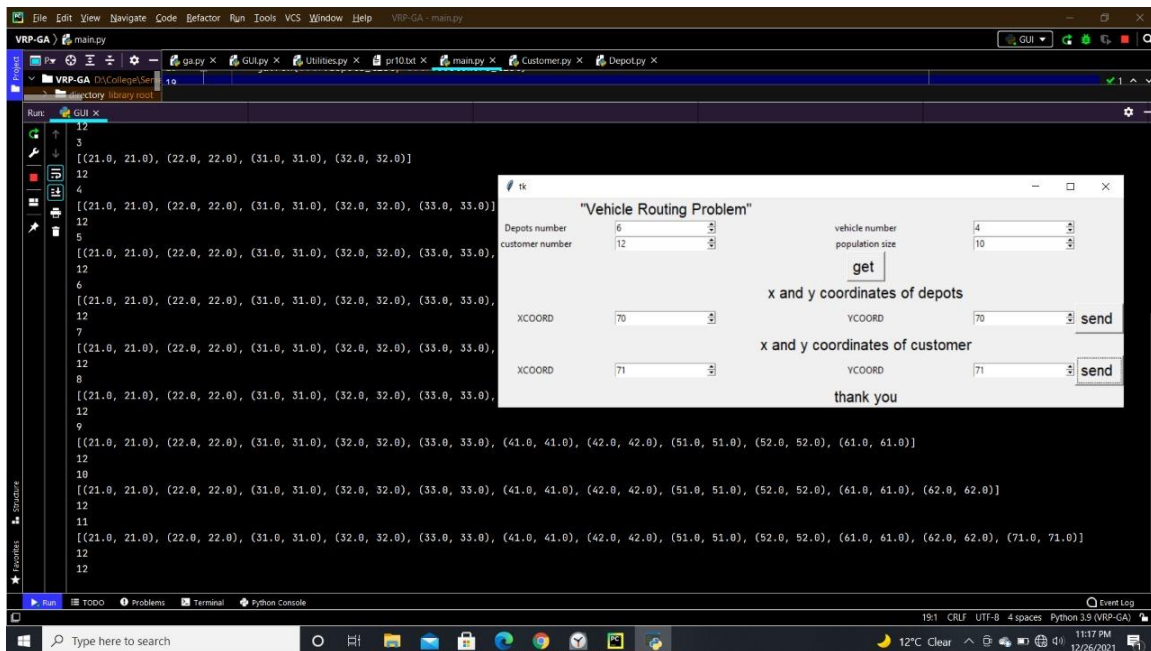 File Edit View Navigate Code Refactor Run Tools VCS Window Help VRP-GA - main.py
VRP-GA main.py GUI
ga.py GUI.py Utilities.py pr10.txt main.py Customer.py Depot.py
VRP-GA D:\College\Sem 19 1
directory library root
Run: GUI
12
3
[(21.0, 21.0), (22.0, 22.0), (31.0, 31.0), (32.0, 32.0)]
12
4
[(21.0, 21.0), (22.0, 22.0), (31.0, 31.0), (32.0, 32.0), (33.0, 33.0)]
12
5
[(21.0, 21.0), (22.0, 22.0), (31.0, 31.0), (32.0, 32.0), (33.0, 33.0),
12
6
[(21.0, 21.0), (22.0, 22.0), (31.0, 31.0), (32.0, 32.0), (33.0, 33.0),
12
7
[(21.0, 21.0), (22.0, 22.0), (31.0, 31.0), (32.0, 32.0), (33.0, 33.0),
12
8
[(21.0, 21.0), (22.0, 22.0), (31.0, 31.0), (32.0, 32.0), (33.0, 33.0),
12
9
[(21.0, 21.0), (22.0, 22.0), (31.0, 31.0), (32.0, 32.0), (33.0, 33.0), (41.0, 41.0), (42.0, 42.0), (51.0, 51.0), (52.0, 52.0), (61.0, 61.0)]
12
10
[(21.0, 21.0), (22.0, 22.0), (31.0, 31.0), (32.0, 32.0), (33.0, 33.0), (41.0, 41.0), (42.0, 42.0), (51.0, 51.0), (52.0, 52.0), (61.0, 61.0), (62.0, 62.0)]
12
11
[(21.0, 21.0), (22.0, 22.0), (31.0, 31.0), (32.0, 32.0), (33.0, 33.0), (41.0, 41.0), (42.0, 42.0), (51.0, 51.0), (52.0, 52.0), (61.0, 61.0), (62.0, 62.0), (71.0, 71.0)]
12
12
tk
"Vehicle Routing Problem"
Depots number 6 vehicle number 4
customer number 12 population size 10
get
x and y coordinates of depots
XCOORD 70 YCOORD 70 send
x and y coordinates of customer
XCOORD 71 YCOORD 71 send
thank you
Project
Structure
Favorites
Run TODO Problems Terminal Python Console Event Log
19:1 CRLF UTF-8 4 spaces Python 3.9 (VRP-GA)
Type here to search 12°C Clear 11:17 PM
12/26/2021